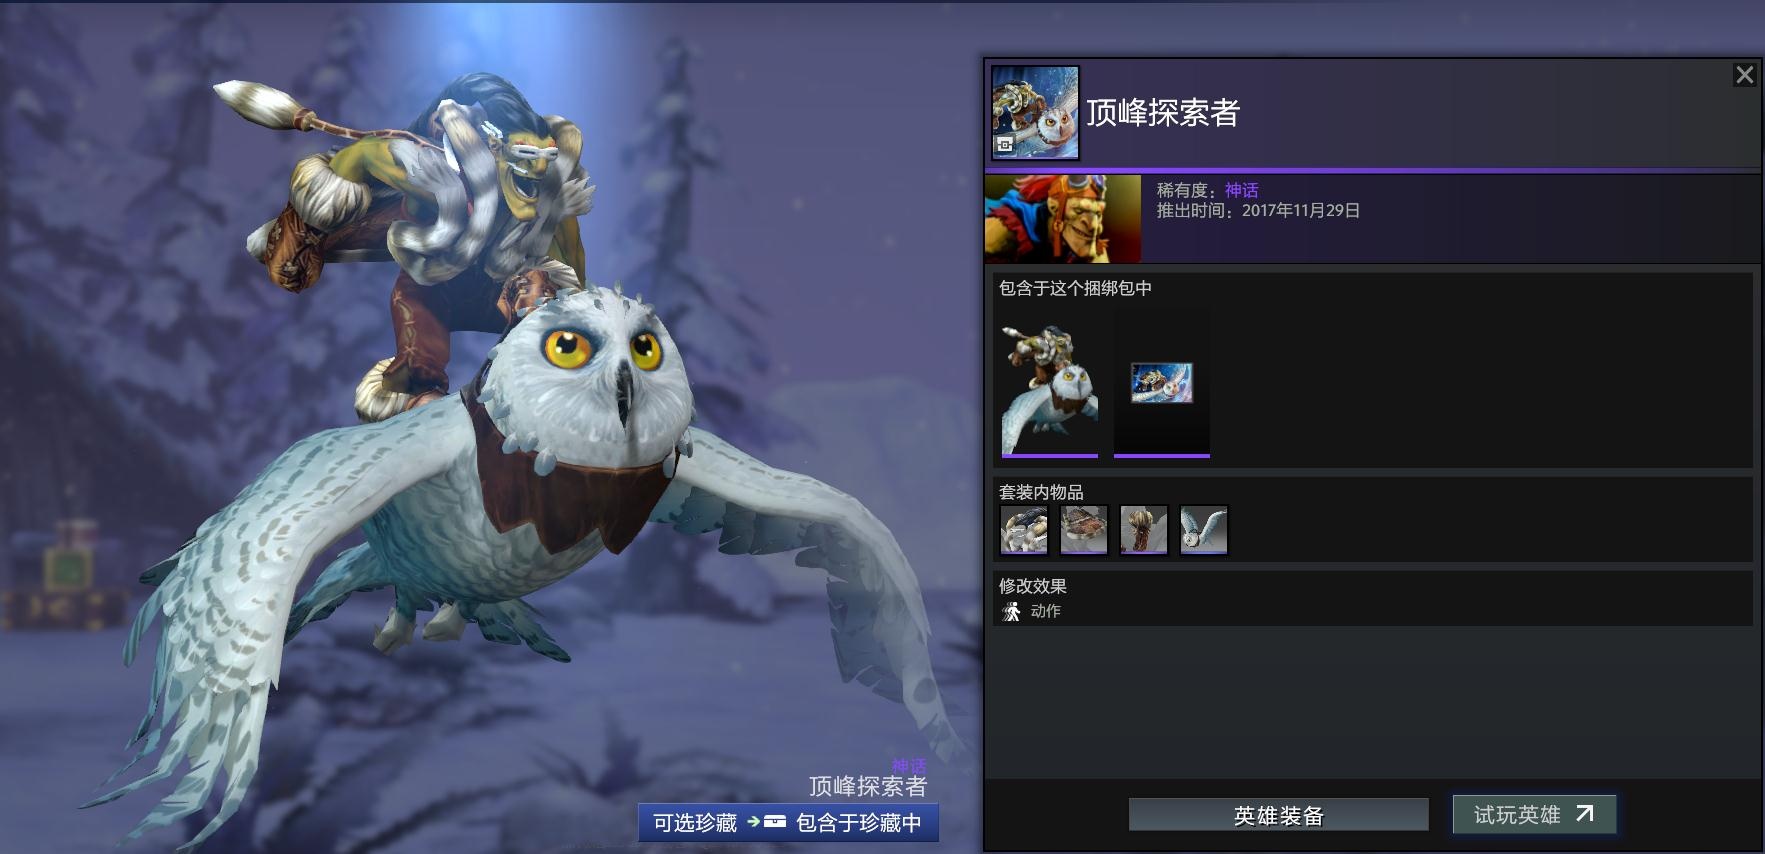 顶峰探索者
稀有度：神话
推出时间：2017年11月29日
包含于这个捆绑包中
套装内物品
修改效果
动作
神话
顶峰探索者
可选珍藏 包含于珍藏中
英雄装备
试玩英雄